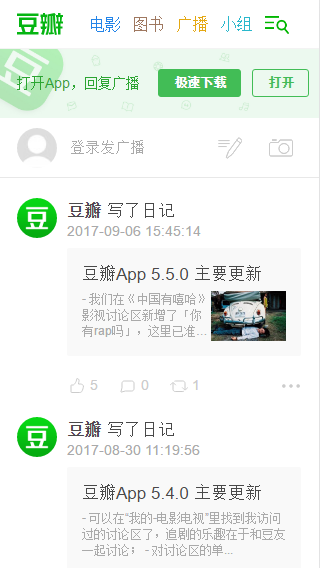 豆瓣 电影 图书 广播 小组
打开App，回复广播 极速下载 打开
登录发广播
豆瓣 写了日记
2017-09-06 15:45:14
豆瓣App 5.5.0 主要更新
- 我们在《中国有嘻哈》
影视讨论区新增了「你
有rap吗」，这里已准...
5 0 1
豆瓣 写了日记
2017-08-30 11:19:56
豆瓣App 5.4.0 主要更新
- 可以在“我的-电影电视”里找到我访问
过的讨论区了，追剧的乐趣在于和豆友
一起讨论； - 对讨论区的单...